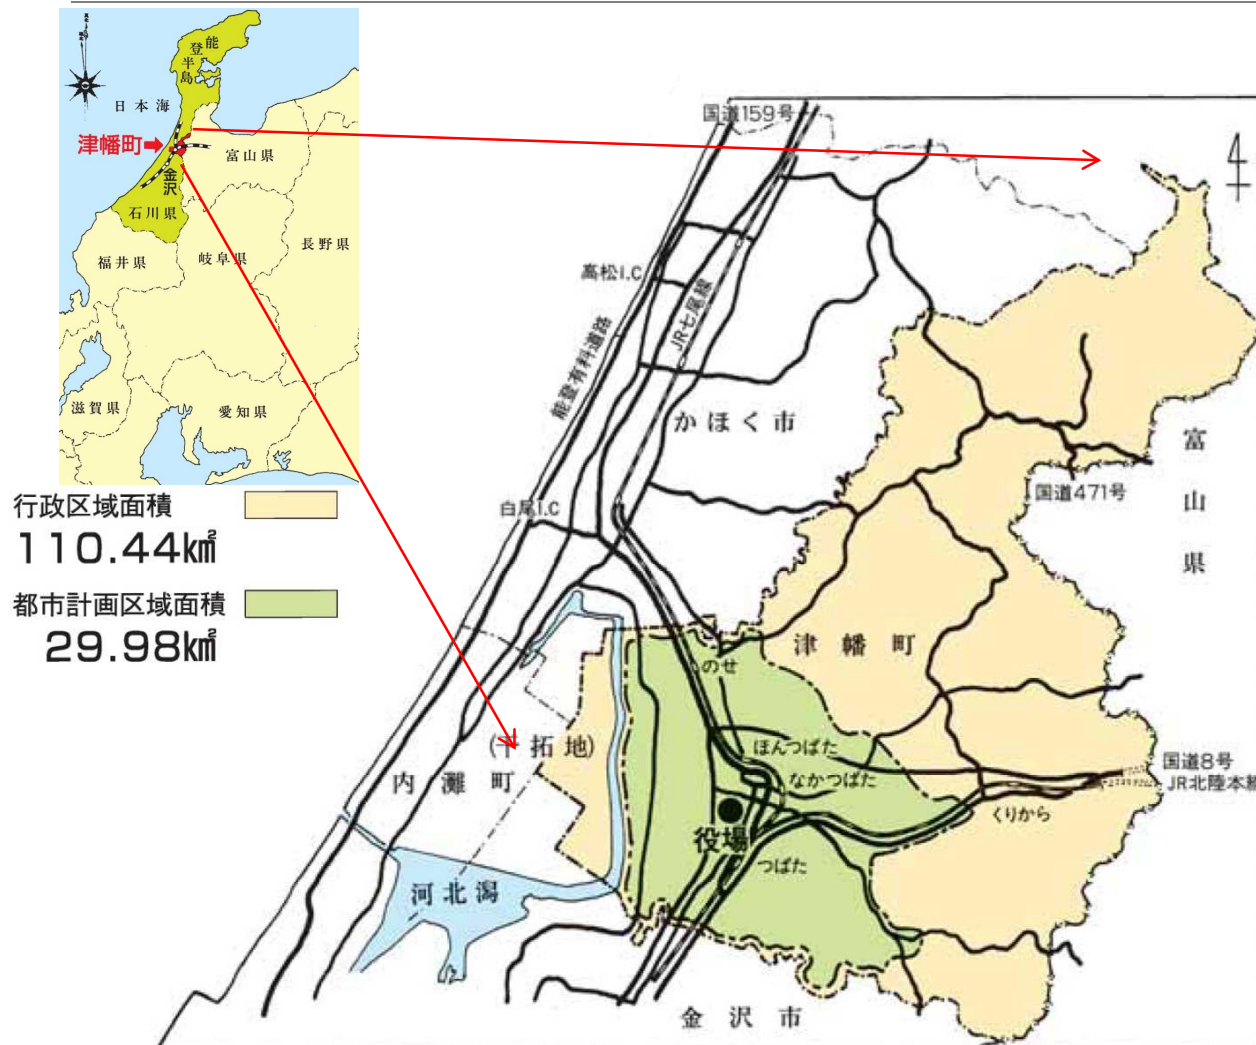 能登半島
日本海
津幡町
富山県
金沢
石川県
長野県
福井県
岐阜県
滋賀県
愛知県
行政区域面積
110.44k㎡
都市計画区域面積
29.98k㎡
国道159号
高松I.C
JR七尾線
能登有料道路
かほく市
白尾I.C
国道471号
富山県
津幡町
のせ
(干拓地)
内灘町
ほんつばた
なかつばた
国道8号
JR北陸本線
くりから
役場
つばた
河北潟
金沢市